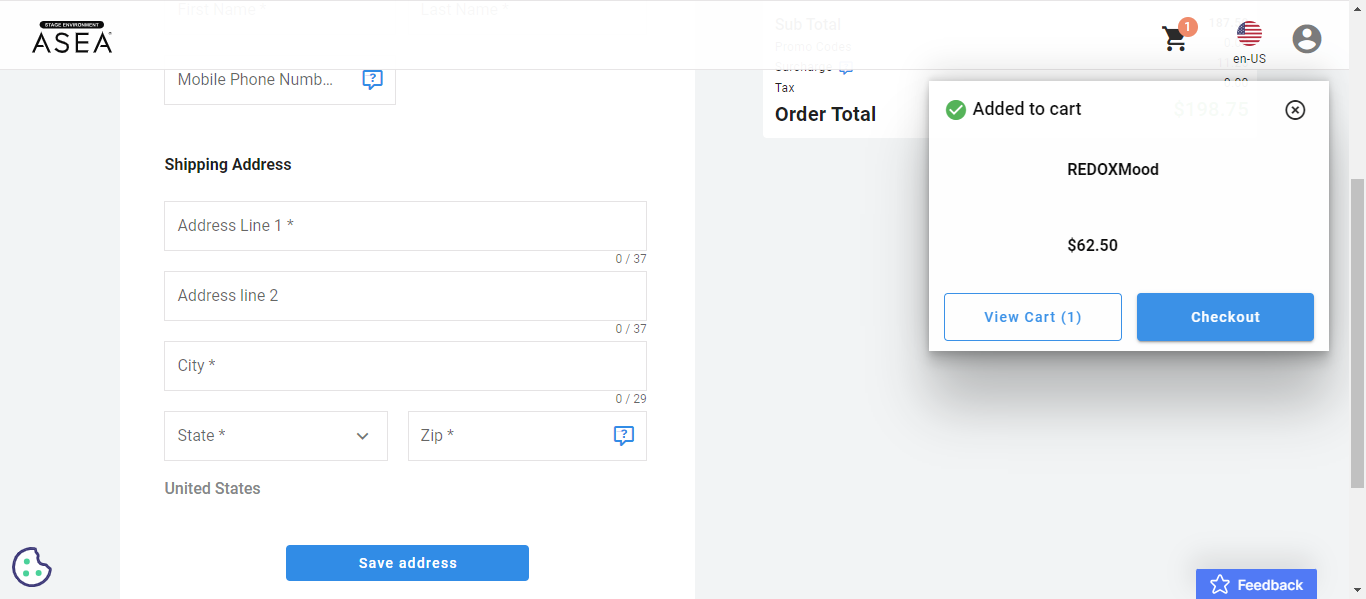 First Name *
Last Name *
STAGE ENVIRONMENT
ASEA
1
en-US
Sub Total
Promo Codes
Surcharge
Tax
0.00
Order Total
$198.75
Mobile Phone Numb...
Added to cart
REDOXMood
$62.50
View Cart (1)
Checkout
Shipping Address
Address Line 1 *
0 / 37
Address line 2
0 / 37
City *
0 / 29
State *
Zip *
United States
Save address
Feedback